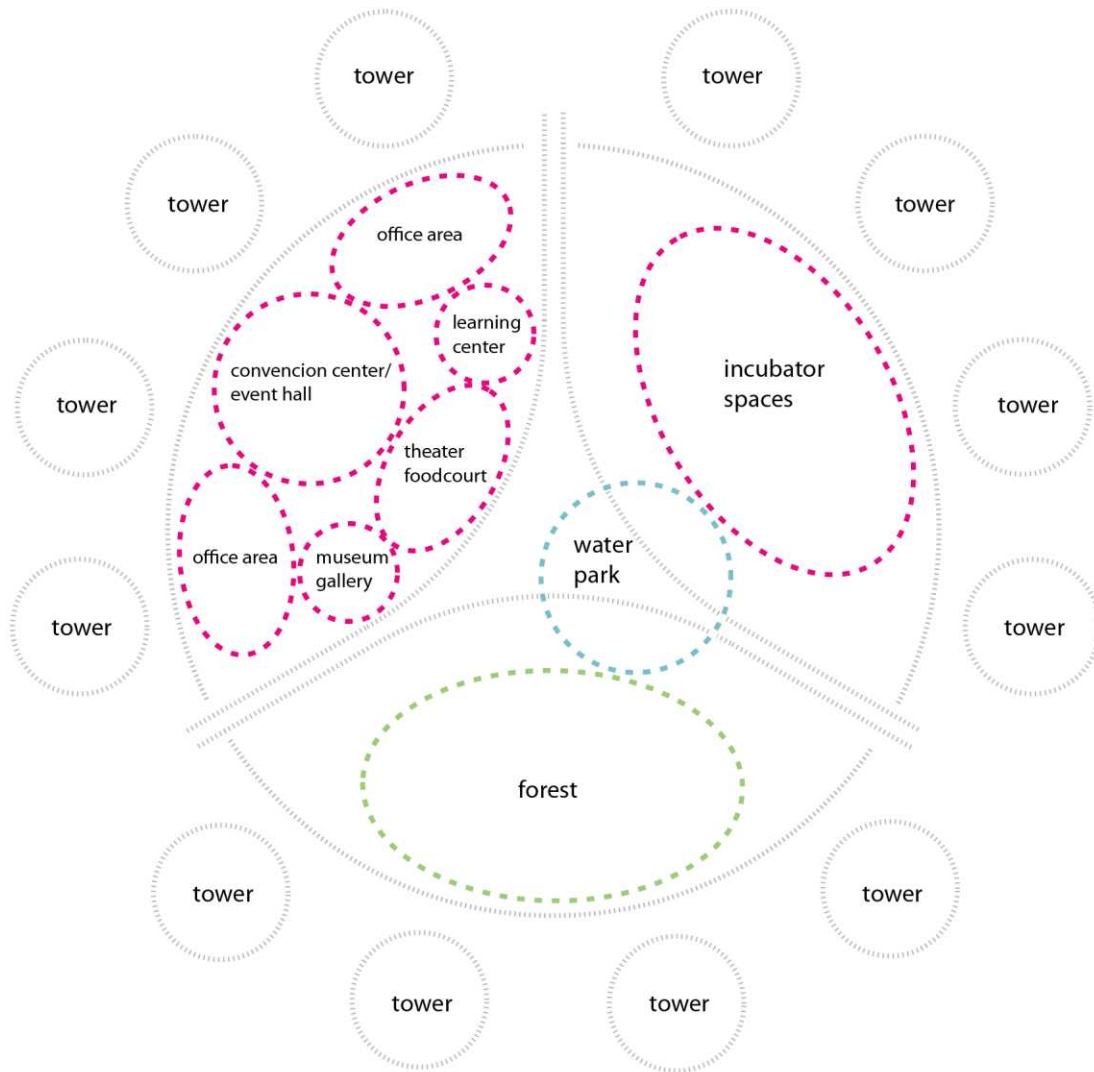 tower
tower
tower
tower
office area
learning
center
convencion center/
event hall
incubator
spaces
tower
tower
theater
foodcourt
water
park
office area
museum
gallery
tower
tower
forest
tower
tower
tower
tower